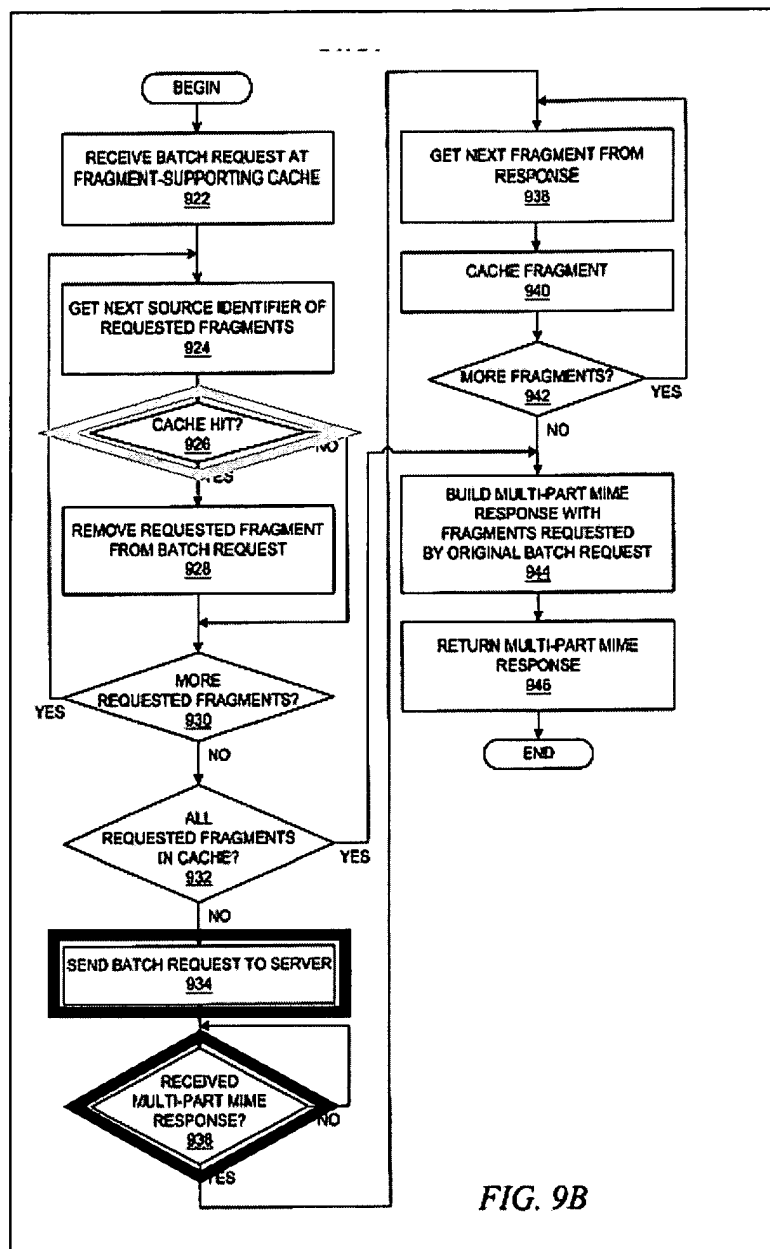 BEGIN
RECEIVE BATCH REQUEST AT
FRAGMENT-SUPPORTING CACHE
922
GET NEXT SOURCE IDENTIFIER OF
REQUESTED FRAGMENTS
924
CACHE HIT?
926
NO
YES
REMOVE REQUESTED FRAGMENT
FROM BATCH REQUEST
928
MORE
REQUESTED FRAGMENTS?
930
YES
NO
ALL
REQUESTED FRAGMENTS
IN CACHE?
932
YES
NO
SEND BATCH REQUEST TO SERVER
934
RECEIVED
MULTI-PART MIME
RESPONSE?
936
NO
YES
GET NEXT FRAGMENT FROM
RESPONSE
938
CACHE FRAGMENT
940
MORE FRAGMENTS?
942
YES
NO
BUILD MULTI-PART MIME
RESPONSE WITH
FRAGMENTS REQUESTED
BY ORIGINAL BATCH REQUEST
944
RETURN MULTI-PART MIME
RESPONSE
946
END
FIG. 9B